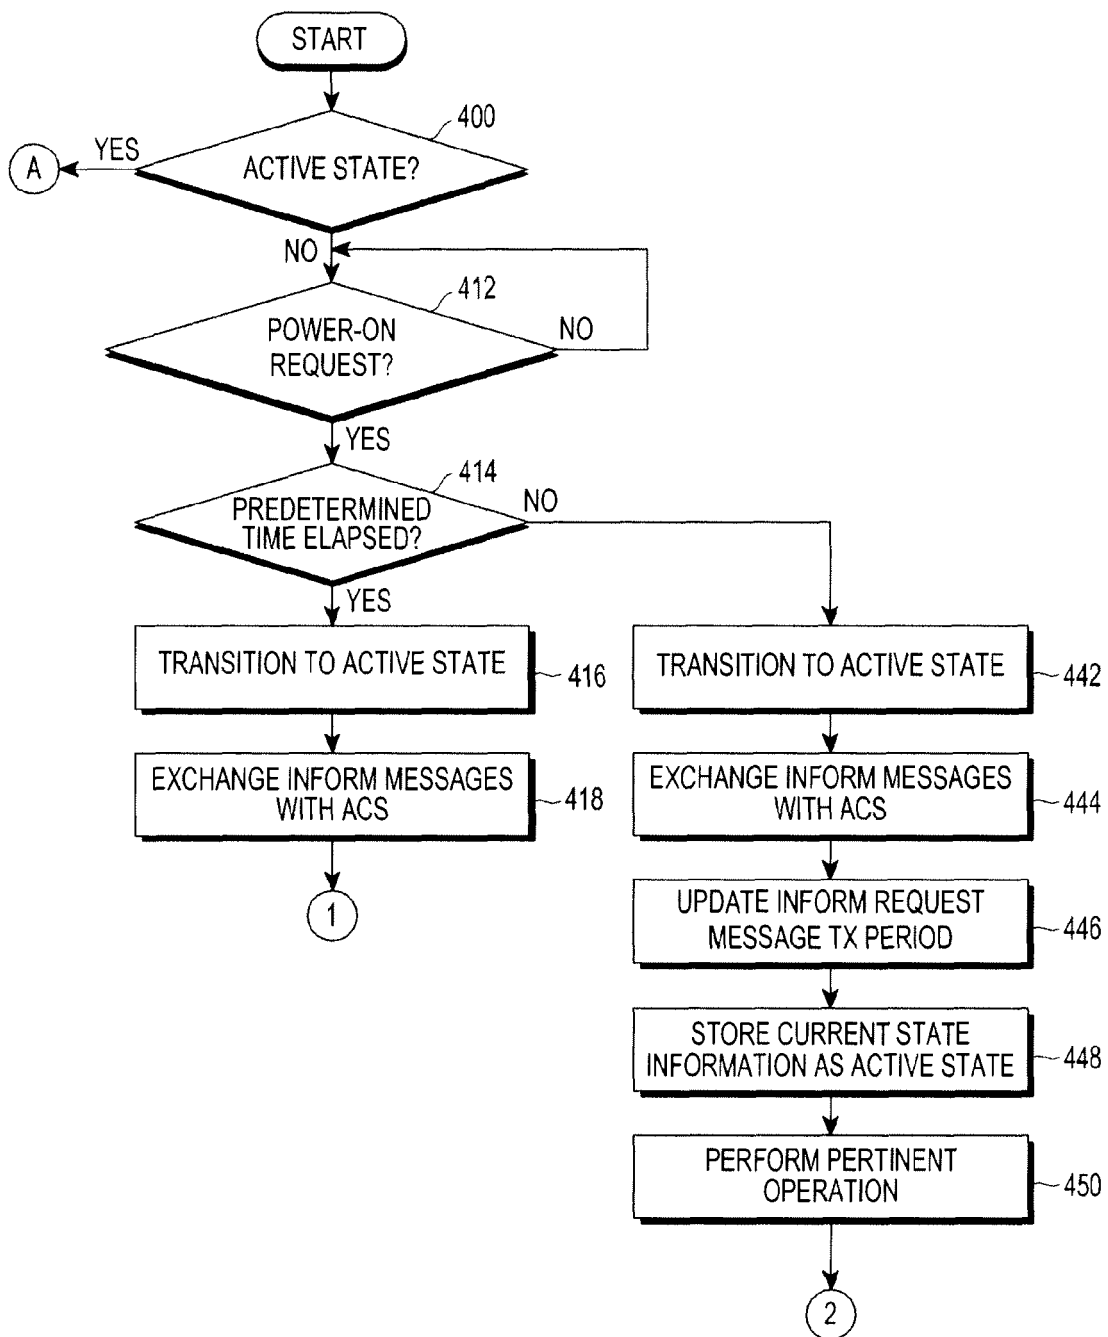 START
400
ACTIVE STATE?
YES
A
NO
412
POWER-ON
REQUEST?
NO
YES
414
PREDETERMINED
TIME ELAPSED?
NO
YES
TRANSITION TO ACTIVE STATE
416
TRANSITION TO ACTIVE STATE
442
EXCHANGE INFORM MESSAGES
WITH ACS
418
EXCHANGE INFORM MESSAGES
WITH ACS
444
1
UPDATE INFORM REQUEST
MESSAGE TX PERIOD
446
STORE CURRENT STATE
INFORMATION AS ACTIVE STATE
448
PERFORM PERTINENT
OPERATION
450
2